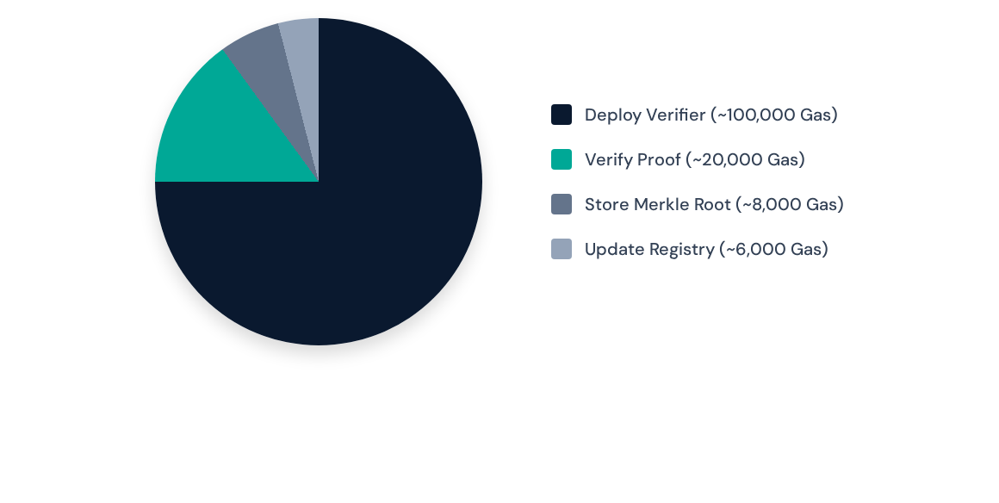 Deploy Verifier (~100,000 Gas)
Verify Proof (~20,000 Gas)
Store Merkle Root (~8,000 Gas)
Update Registry (~6,000 Gas)